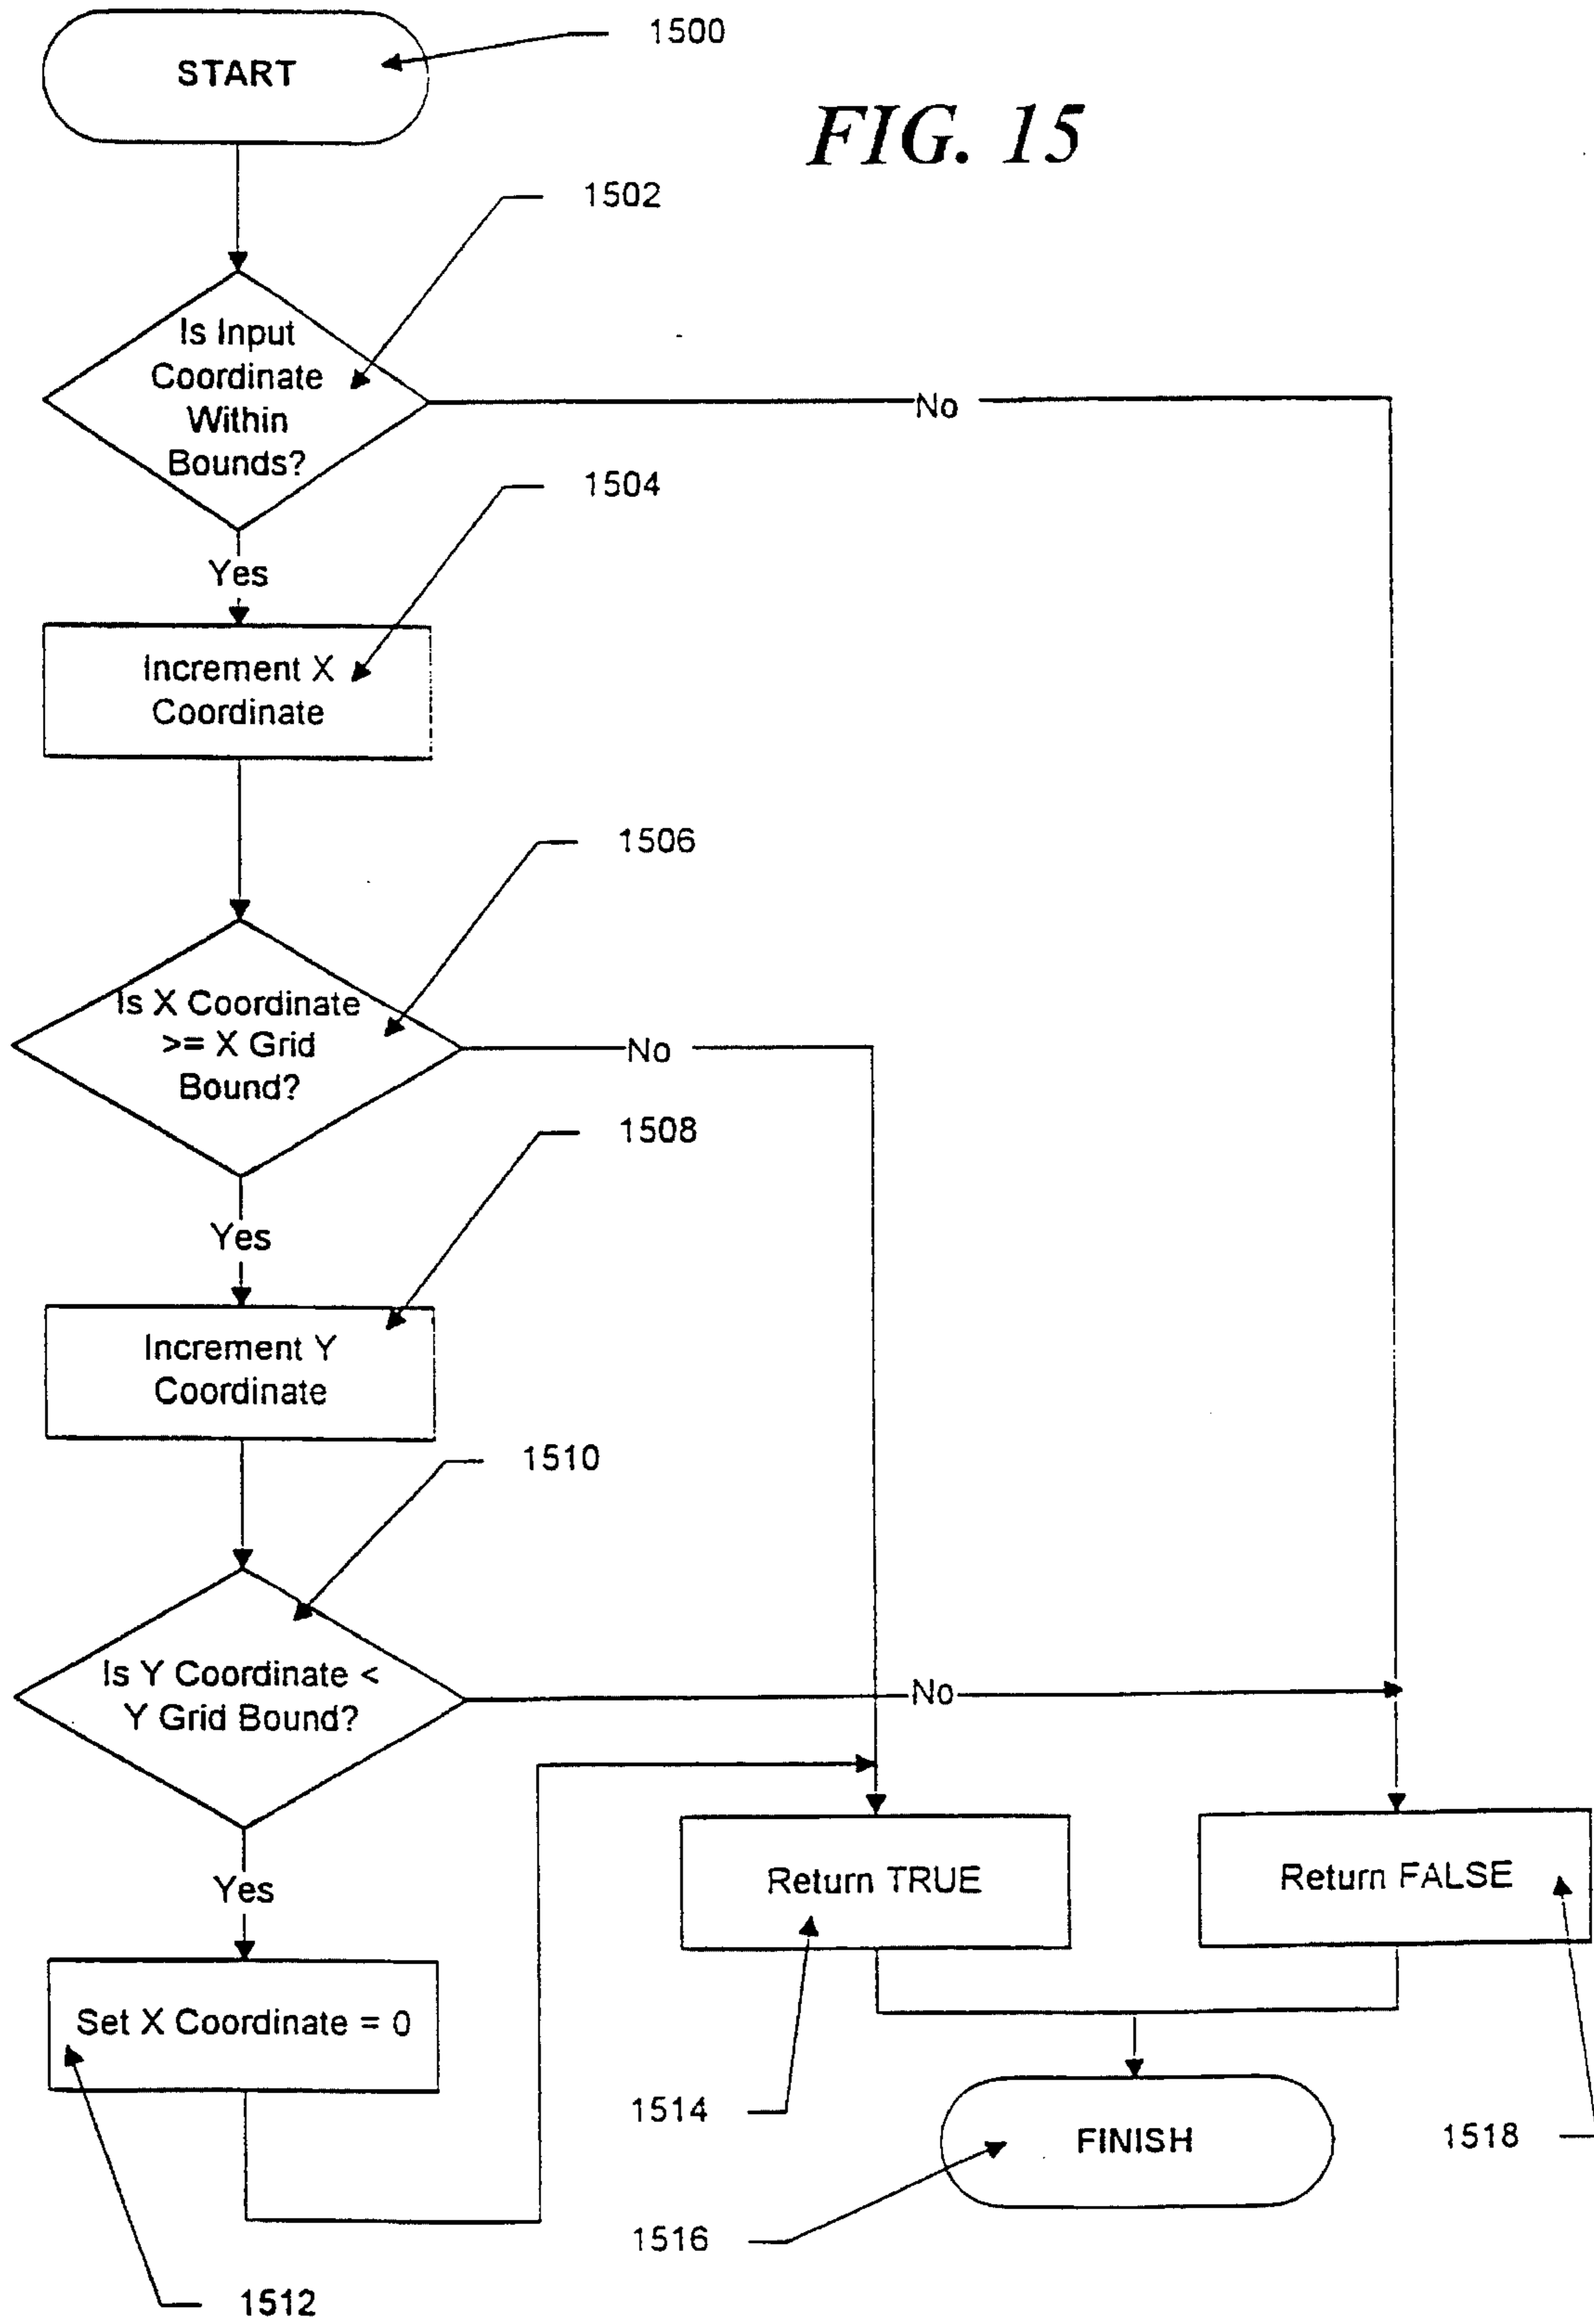 START
1500
FIG. 15
1502
Is Input
Coordinate
Within
Bounds?
No
1504
Yes
Increment X
Coordinate
1506
Is X Coordinate
>= X Grid
Bound?
No
1508
Yes
Increment Y
Coordinate
1510
Is Y Coordinate <
Y Grid Bound?
No
Yes
Return TRUE
Return FALSE
Set X Coordinate = 0
1514
FINISH
1518
1516
1512